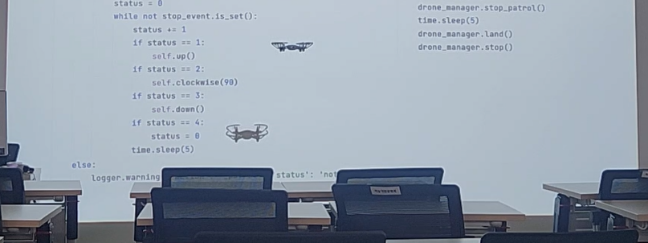 status = 0
while not stop_event.is_set():
status += 1
if status == 1:
self.up()
if status == 2:
self.clockwise(90)
if status == 3:
self.down()
if status == 4:
status = 0
time.sleep(5)
else:
logger.warning status': 'not
drone_manager.stop_patrol()
time.sleep(5)
drone_manager.land()
drone_manager.stop()